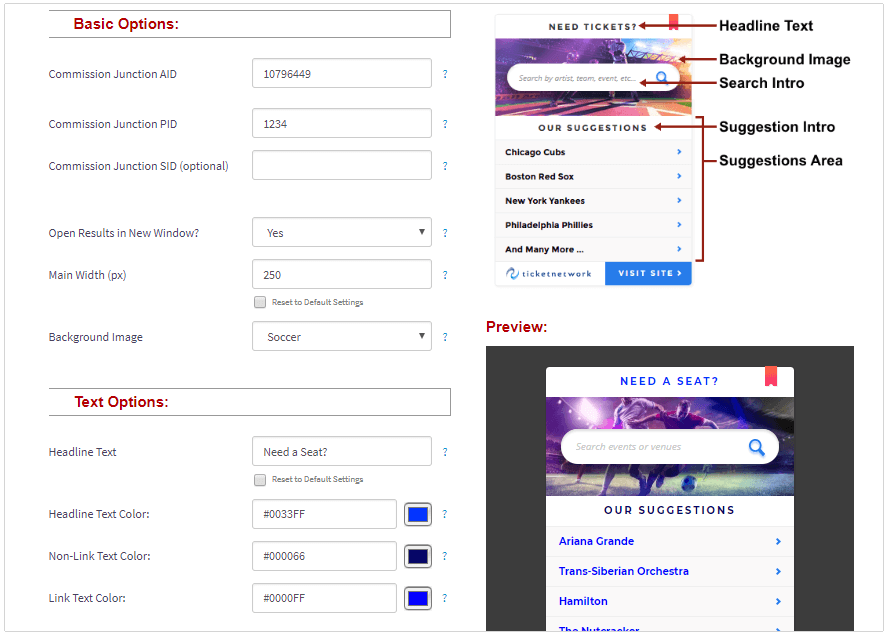 Basic Options:
Commission Junction AID
10796449
?
Commission Junction PID
1234
?
Commission Junction SID (optional)
?
Open Results in New Window?
Yes
?
Main Width (px)
250
?
Reset to Default Settings
Background Image
Soccer
?
Text Options:
Headline Text
Need a Seat?
?
Reset to Default Settings
Headline Text Color:
#0033FF
?
Non-Link Text Color:
#000066
?
Link Text Color:
#0000FF
?
NEED TICKETS?
Headline Text
Background Image
Search by artist, team, event, etc...
Search Intro
OUR SUGGESTIONS
Suggestion Intro
Suggestions Area
Chicago Cubs
Boston Red Sox
New York Yankees
Philadelphia Phillies
And Many More ...
ticketnetwork
VISIT SITE
Preview:
NEED A SEAT?
Search events or venues
OUR SUGGESTIONS
Ariana Grande
Trans-Siberian Orchestra
Hamilton
The Nutcracker